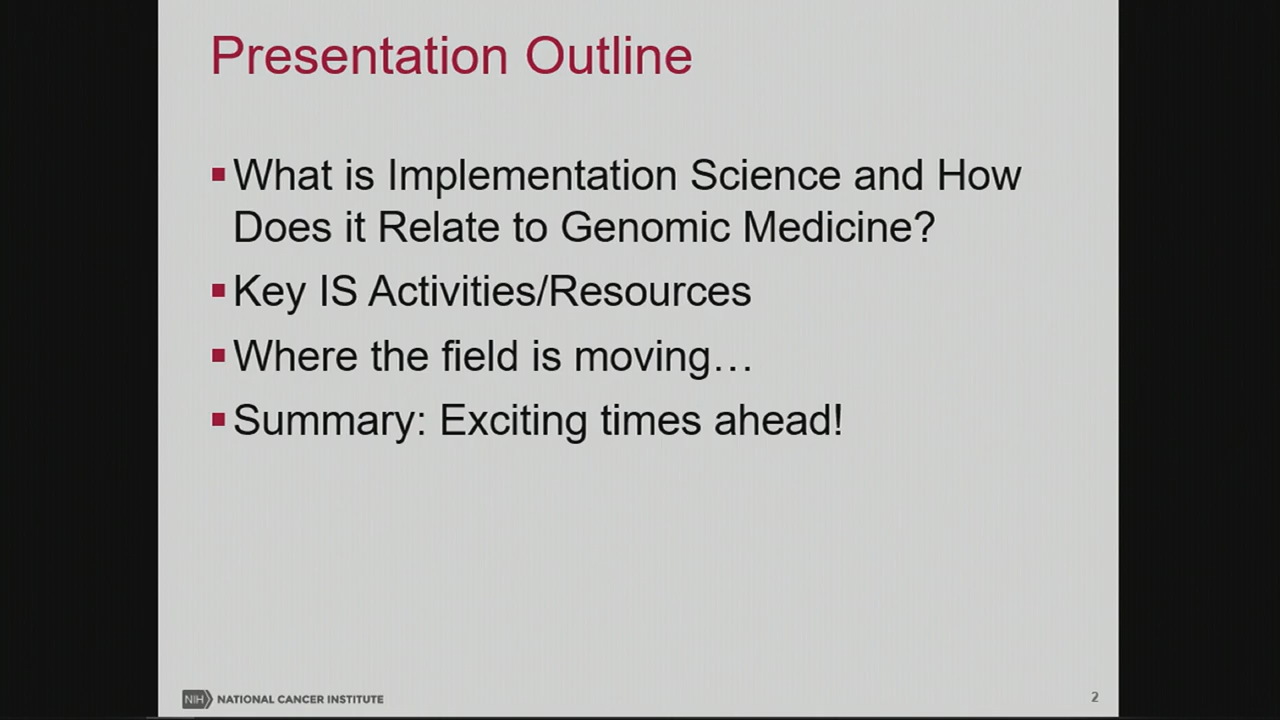 Presentation Outline
What is Implementation Science and How
Does it Relate to Genomic Medicine?
Key IS Activities/Resources
Where the field is moving…
Summary: Exciting times ahead!
NIH NATIONAL CANCER INSTITUTE
2